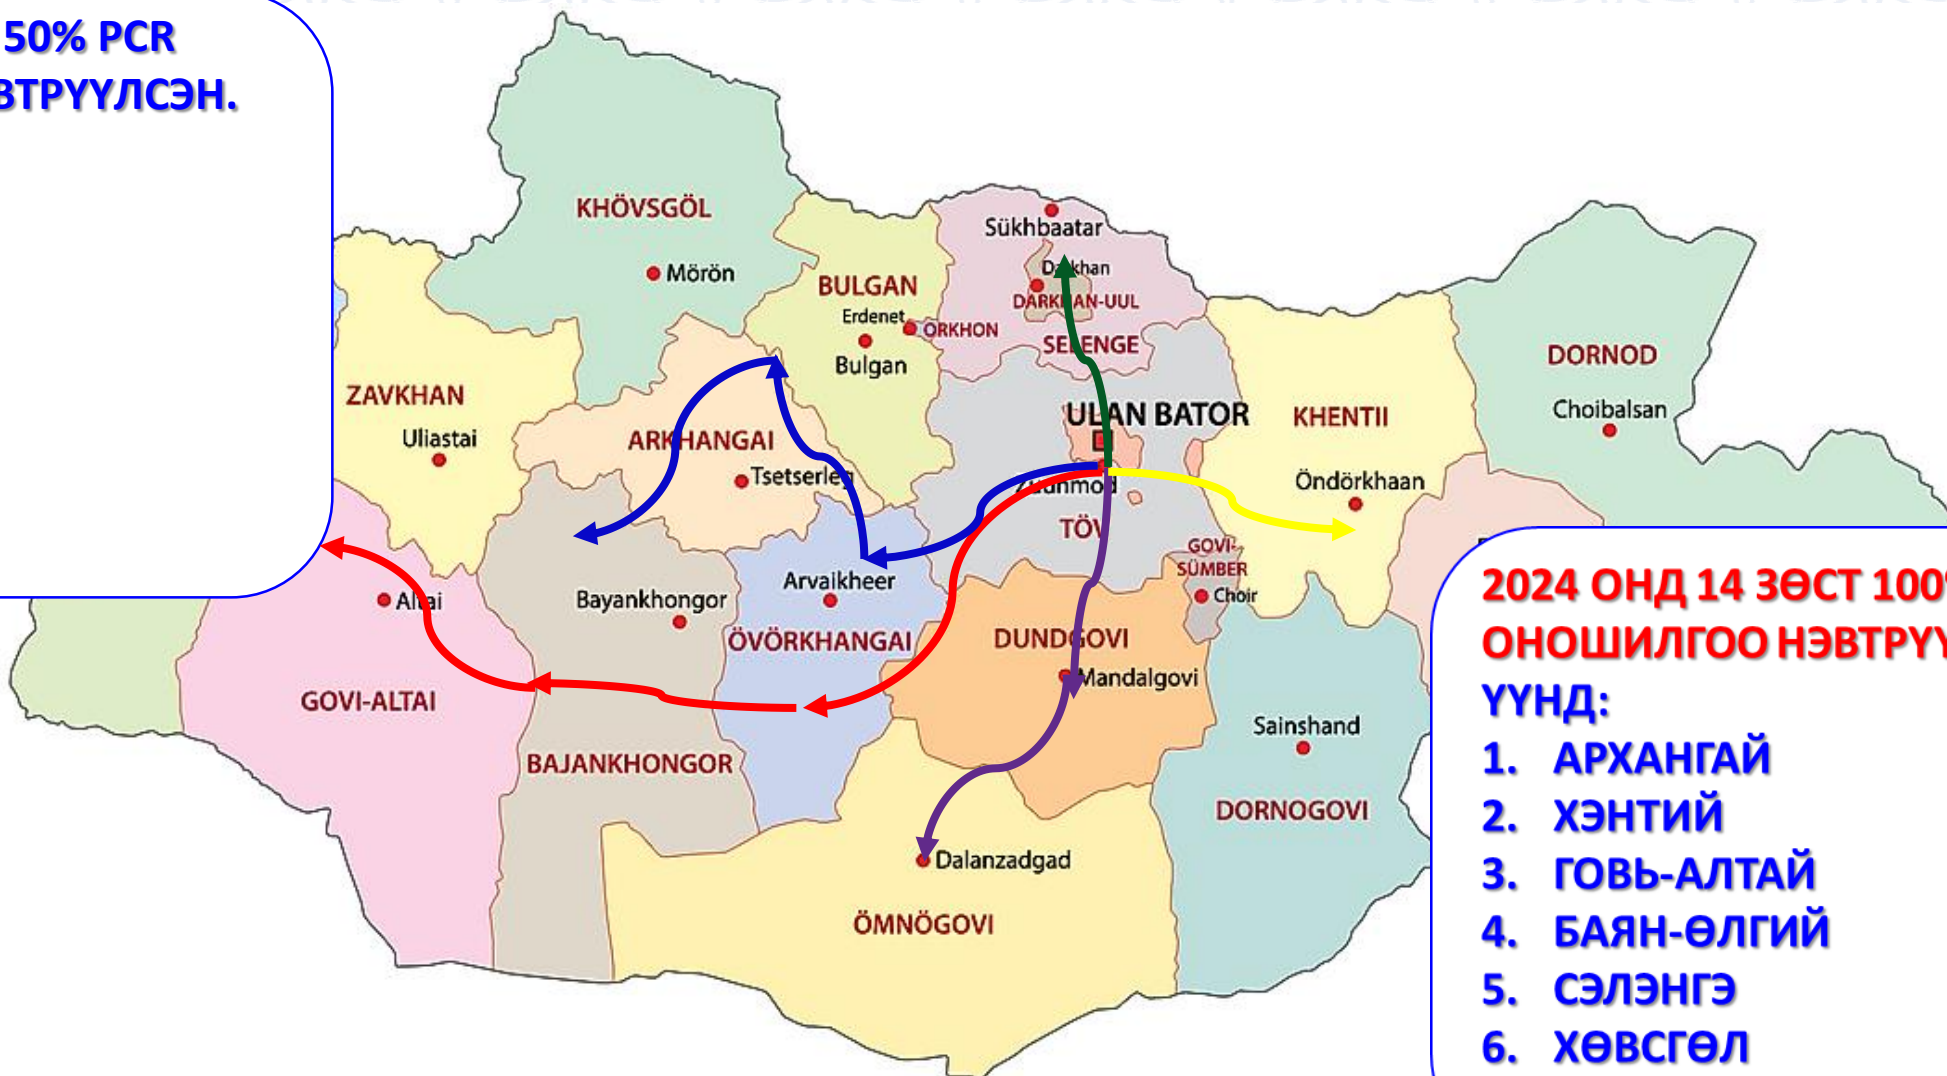 50% PCR
ВТРҮҮЛСЭН.
KHÖVSGÖL
Mörön
Sükhbaatar
Darkhan
DARKHAN-UUL
SELENGE
BULGAN
Erdenet
ORKHON
Bulgan
ZAVKHAN
Uliastai
ARKHANGAI
Tsetserleg
ULAN BATOR
Zuunmod
TÖV
KHENTII
Öndörkhaan
DORNOD
Choibalsan
GOVI-
SÜMBER
Choir
Altai
GOVI-ALTAI
Bayankhongor
BAJANKHONGOR
Arvaikheer
ÖVÖRKHANGAI
DUNDGOVI
Mandalgovi
Sainshand
DORNOGOVI
Dalanzadgad
ÖMNÖGOVI
2024 ОНД 14 ЗӨСТ 100
ОНОШИЛГОО НЭВТРҮҮ
ҮҮНД:
1. АРХАНГАЙ
2. ХЭНТИЙ
3. ГОВЬ-АЛТАЙ
4. БАЯН-ӨЛГИЙ
5. СЭЛЭНГЭ
6. ХӨВСГӨЛ